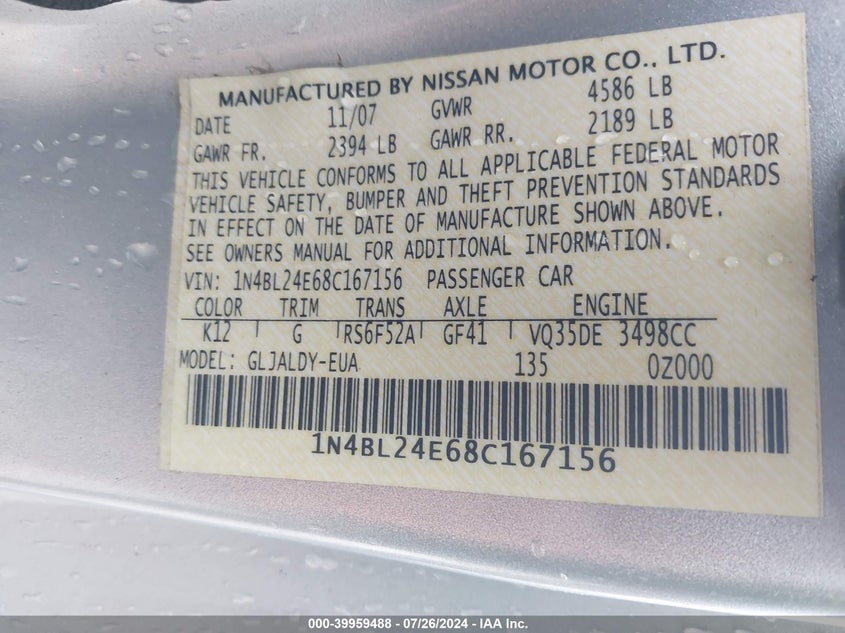 MANUFACTURED BY NISSAN MOTOR CO., LTD.
DATE 11/07 GVWR 4586 LB
GAWR FR. 2394 LB GAWR RR. 2189 LB
THIS VEHICLE CONFORMS TO ALL APPLICABLE FEDERAL MOTOR
VEHICLE SAFETY, BUMPER AND THEFT PREVENTION STANDARDS
IN EFFECT ON THE DATE OF MANUFACTURE SHOWN ABOVE.
SEE OWNERS MANUAL FOR ADDITIONAL INFORMATION.
VIN: 1N4BL24E68C167156 PASSENGER CAR
COLOR TRIM TRANS AXLE ENGINE
K12 G RS6F52A GF41 VQ35DE 3498CC
MODEL: GLJALDY-EUA 135 0Z000
1N4BL24E68C167156
000-39959488 - 07/26/2024 - IAA Inc.